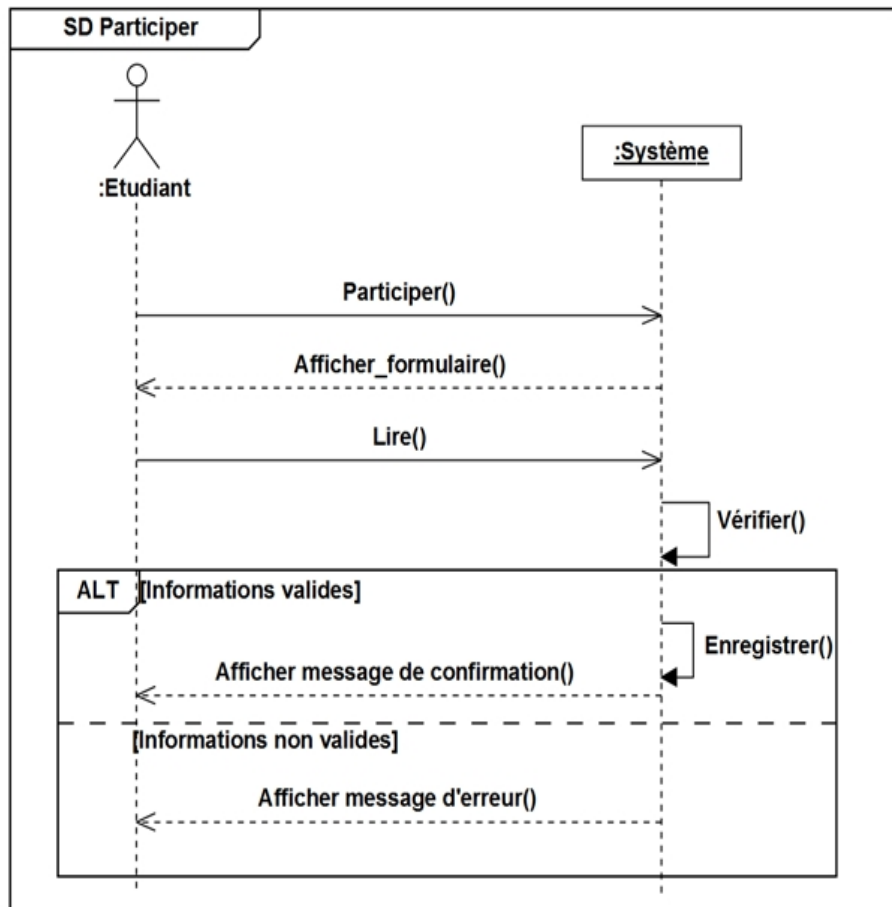 SD Participer
:Etudiant
:Système
Participer()
Afficher_formulaire()
Lire()
Vérifier()
ALT
[Informations valides]
Enregistrer()
Afficher message de confirmation()
[Informations non valides]
Afficher message d'erreur()